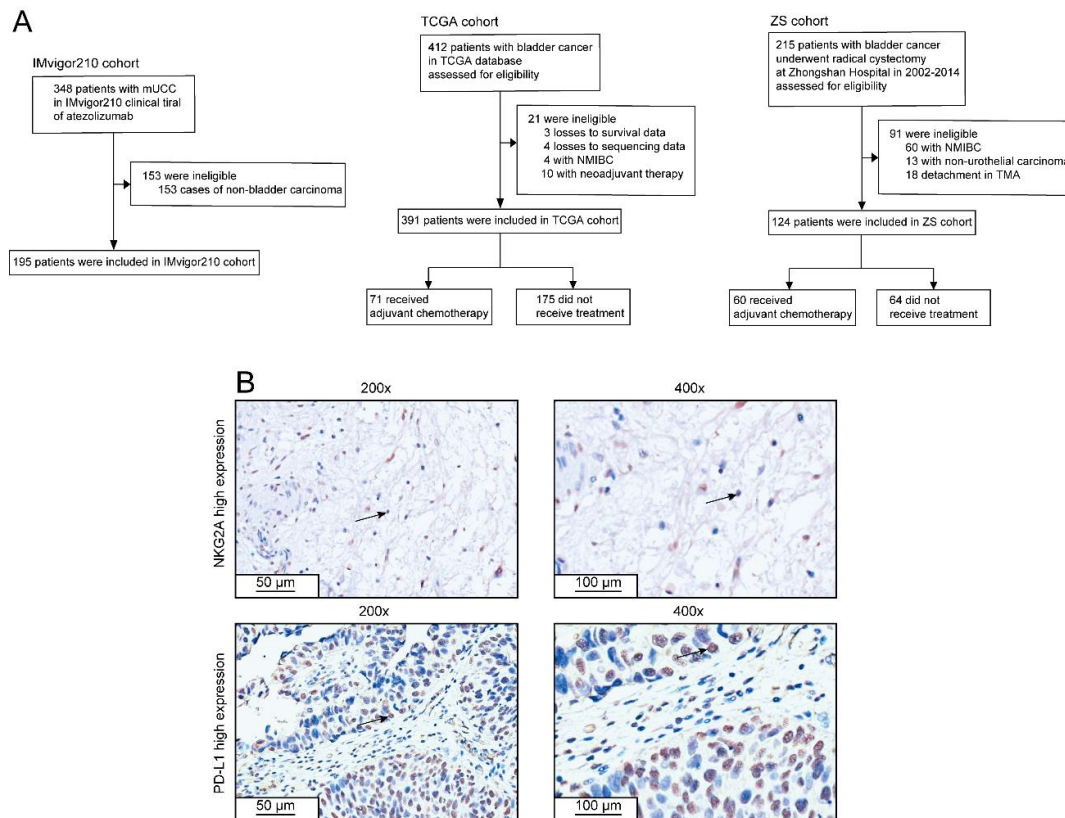 A
IMvigor210 cohort
348 patients with mUCC
in IMvigor210 clinical tiral
of atezolizumab
153 were ineligible
153 cases of non-bladder carcinoma
195 patients were included in IMvigor210 cohort
TCGA cohort
412 patients with bladder cancer
in TCGA database
assessed for eligibility
21 were ineligible
3 losses to survival data
4 losses to sequencing data
4 with NMIBC
10 with neoadjuvant therapy
391 patients were included in TCGA cohort
71 received
adjuvant chemotherapy
175 did not
receive treatment
ZS cohort
215 patients with bladder cancer
underwent radical cystectomy
at Zhongshan Hospital in 2002-2014
assessed for eligibility
91 were ineligible
60 with NMIBC
13 with non-urothelial carcinoma
18 detachment in TMA
124 patients were included in ZS cohort
60 received
adjuvant chemotherapy
64 did not
receive treatment
B
200x
400x
NKG2A high expression
50 µm
100 µm
200x
400x
PD-L1 high expression
50 µm
100 µm